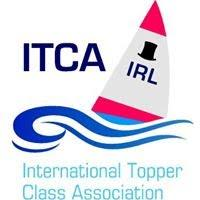 ITCA
IRL
International Topper
Class Association